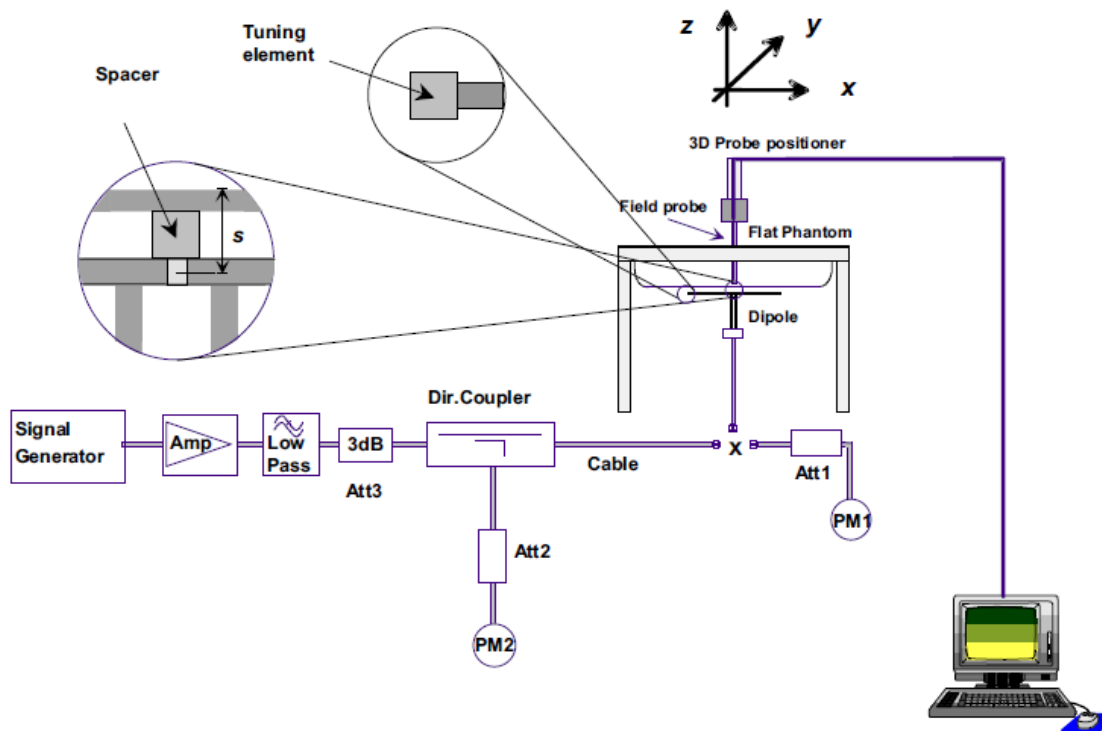 Tuning
element
Spacer
z
y
x
3D Probe positioner
Field probe
Flat Phantom
s
Dipole
Dir.Coupler
Signal
Generator
Amp
Low
Pass
3dB
Att3
Cable
X
Att1
PM1
Att2
PM2